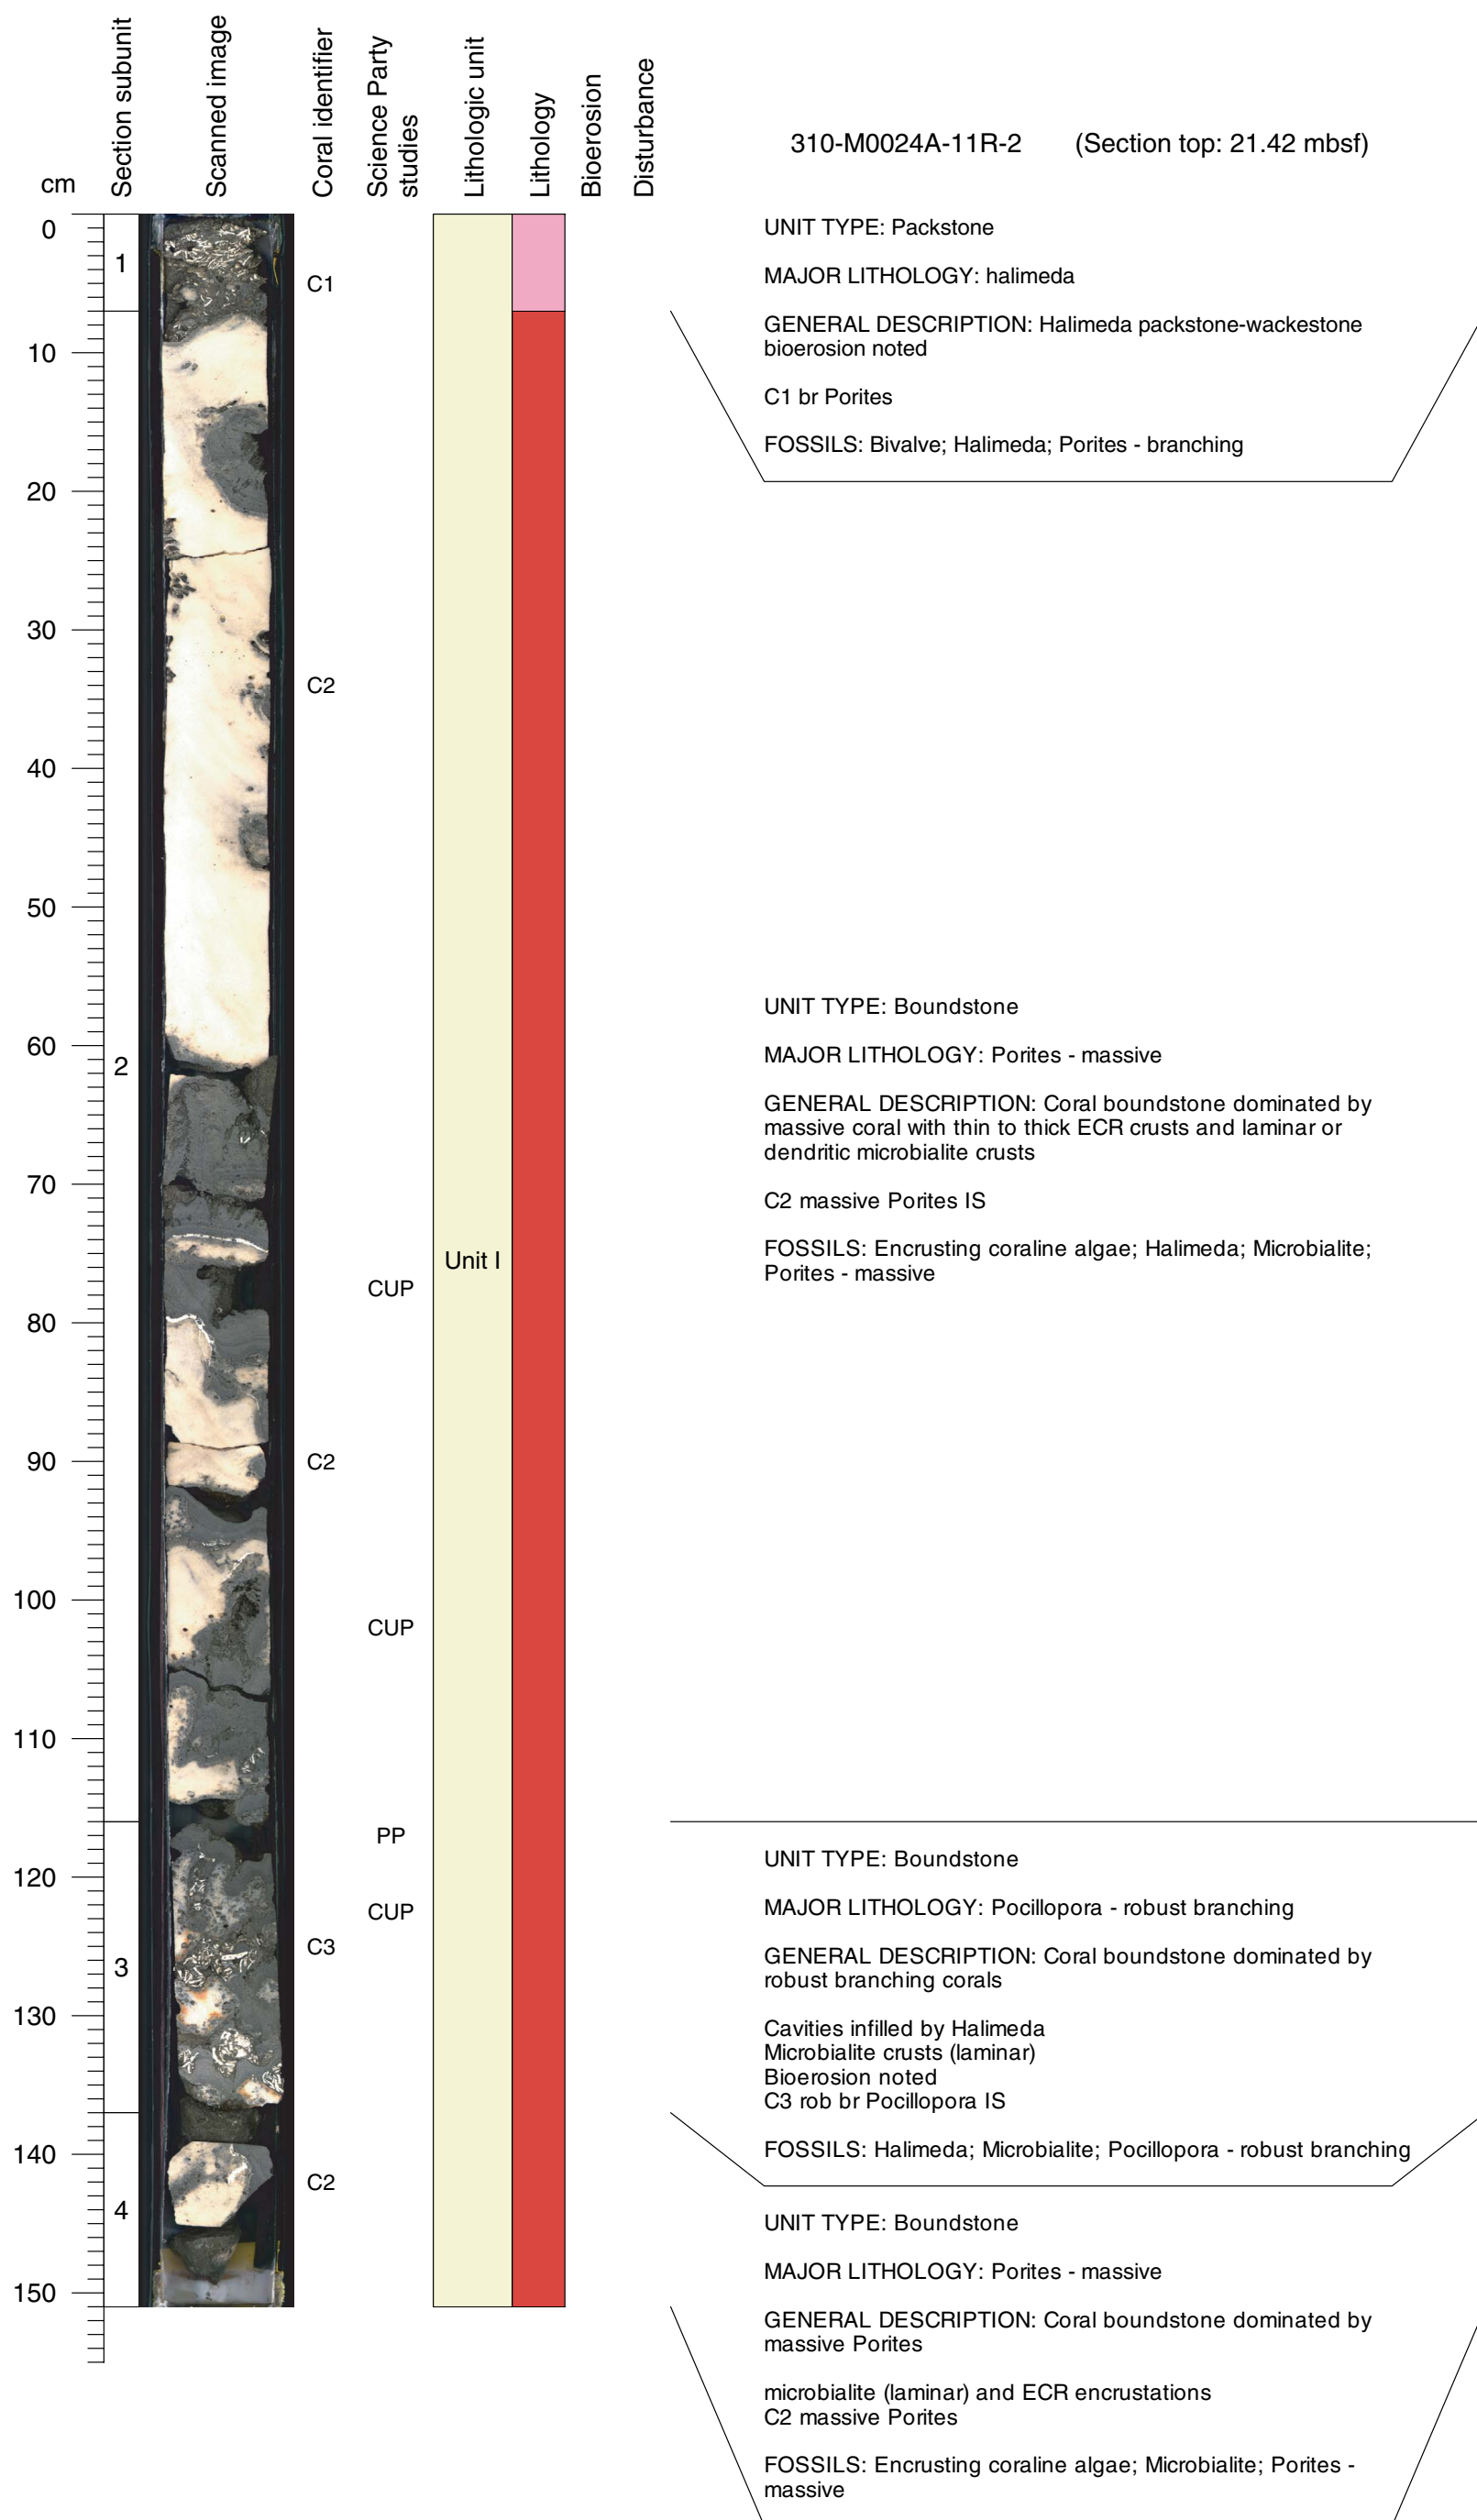 cm
Section subunit
Scanned image
Coral identifier
Science Party
studies
Lithologic unit
Lithology
Bioerosion
Disturbance
310-M0024A-11R-2 (Section top: 21.42 mbsf)
0
10
20
30
40
50
60
70
80
90
100
110
120
130
140
150
1
2
3
4
C1
C2
C2
C3
C2
CUP
CUP
PP
CUP
Unit I
UNIT TYPE: Packstone
MAJOR LITHOLOGY: halimeda
GENERAL DESCRIPTION: Halimeda packstone-wackestone
bioerosion noted
C1 br Porites
FOSSILS: Bivalve; Halimeda; Porites - branching
UNIT TYPE: Boundstone
MAJOR LITHOLOGY: Porites - massive
GENERAL DESCRIPTION: Coral boundstone dominated by
massive coral with thin to thick ECR crusts and laminar or
dendritic microbialite crusts
C2 massive Porites IS
FOSSILS: Encrusting coraline algae; Halimeda; Microbialite;
Porites - massive
UNIT TYPE: Boundstone
MAJOR LITHOLOGY: Pocillopora - robust branching
GENERAL DESCRIPTION: Coral boundstone dominated by
robust branching corals
Cavities infilled by Halimeda
Microbialite crusts (laminar)
Bioerosion noted
C3 rob br Pocillopora IS
FOSSILS: Halimeda; Microbialite; Pocillopora - robust branching
UNIT TYPE: Boundstone
MAJOR LITHOLOGY: Porites - massive
GENERAL DESCRIPTION: Coral boundstone dominated by
massive Porites
microbialite (laminar) and ECR encrustations
C2 massive Porites
FOSSILS: Encrusting coraline algae; Microbialite; Porites -
massive